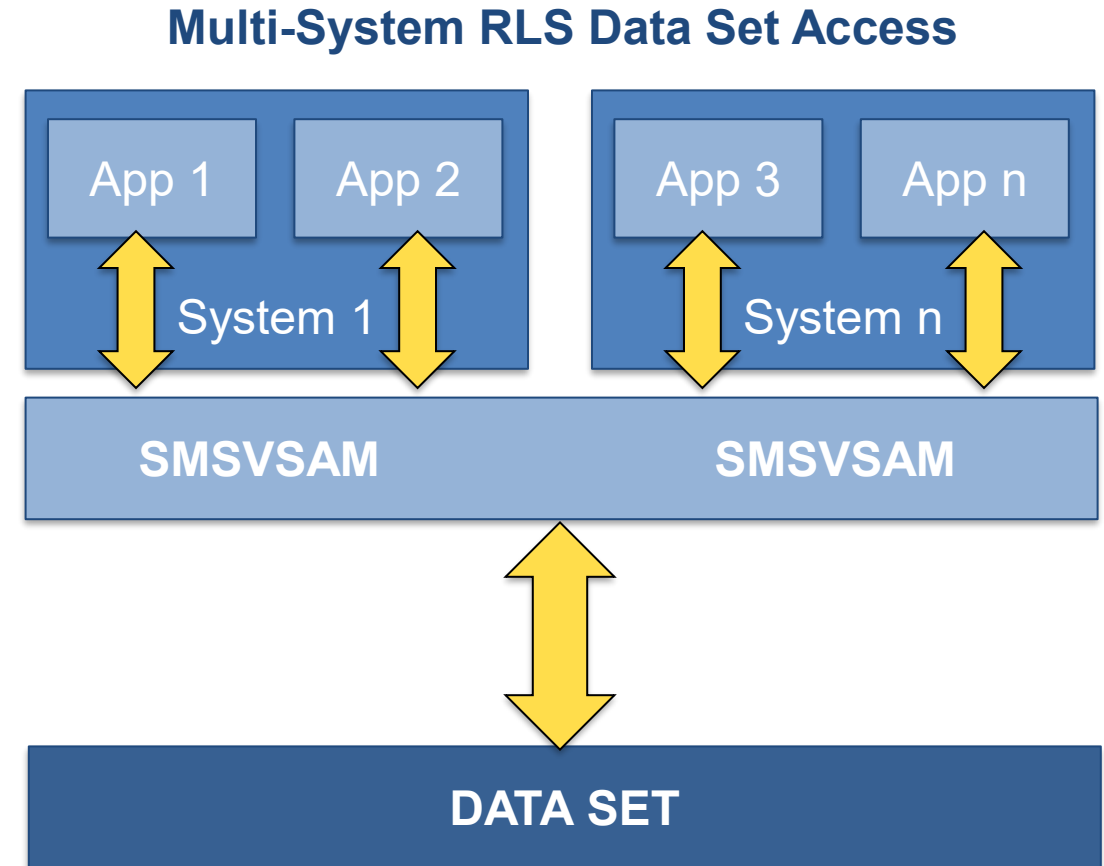 Multi-System RLS Data Set Access
App 1 App 2 App 3 App n
System 1 System n
SMSVSAM SMSVSAM
DATA SET